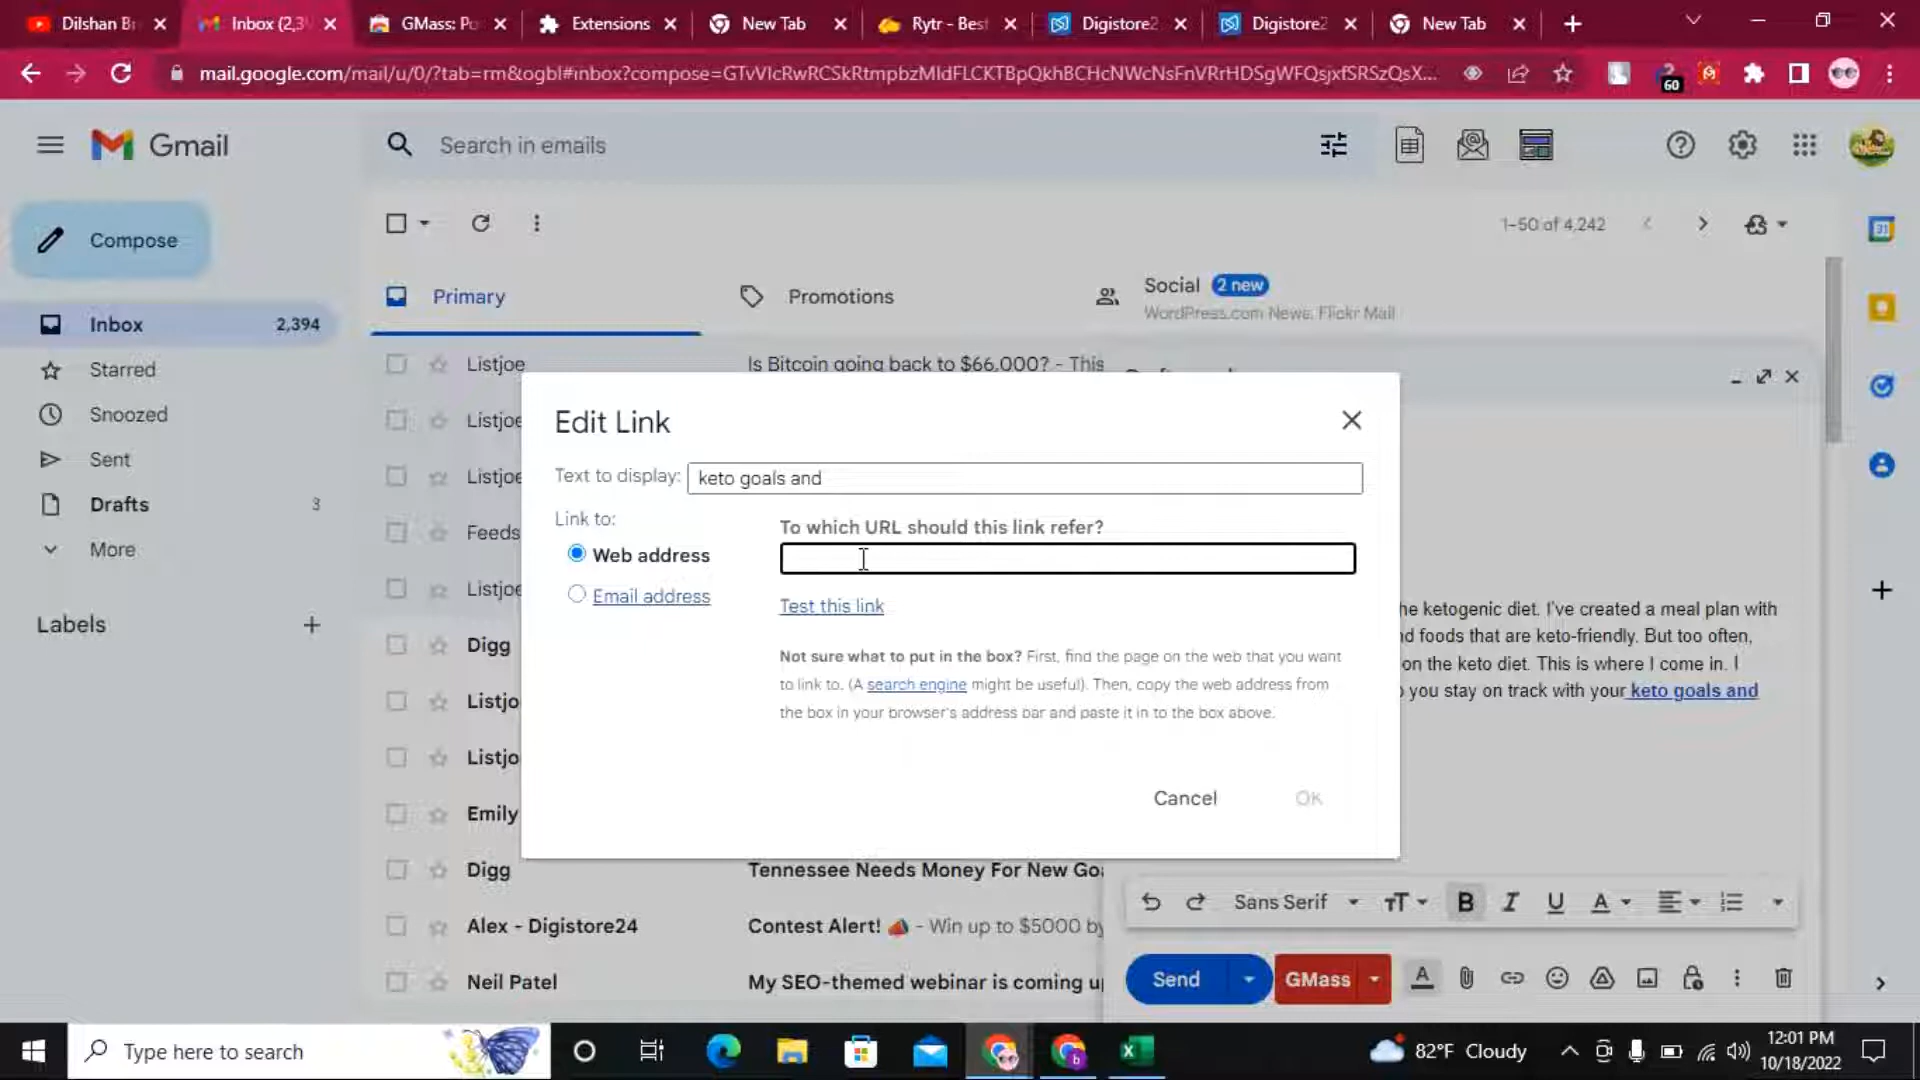 Dilshan Br
Inbox (2,3
GMass: Po
Extensions
New Tab
Rytr - Best
Digistore2
Digistore2
New Tab
mail.google.com/mail/u/0/?tab=rm&ogbl#inbox?compose=GTvVlcRwRCSkRtmpbzMldFLCKTBpQkhBCHcNWcNsFnVRrHDSgWFQsjxfSRSzQsX...
60
Gmail
Search in emails
Compose
1-50 of 4,242
31
Primary
Promotions
Social 2 new
WordPress.com News, Flickr Mail
Inbox 2,394
Starred
Snoozed
Sent
Drafts 3
More
Labels
Listjoe Is Bitcoin going back to $66,000? - This
Listjoe
Listjoe
Feeds
Listjoe
Digg
Listjo
Listjo
Emily
Digg Tennessee Needs Money For New Go
Alex - Digistore24 Contest Alert! 📣 - Win up to $5000 by
Neil Patel My SEO-themed webinar is coming u
Edit Link
Text to display: keto goals and
Link to:
Web address
Email address
To which URL should this link refer?
Test this link
Not sure what to put in the box? First, find the page on the web that you want
to link to. (A search engine might be useful). Then, copy the web address from
the box in your browser's address bar and paste it in to the box above.
Cancel
OK
he ketogenic diet. I've created a meal plan with
d foods that are keto-friendly. But too often,
on the keto diet. This is where I come in. I
you stay on track with your keto goals and
Sans Serif
B I U A
Send
GMass
Type here to search
82°F Cloudy
12:01 PM
10/18/2022